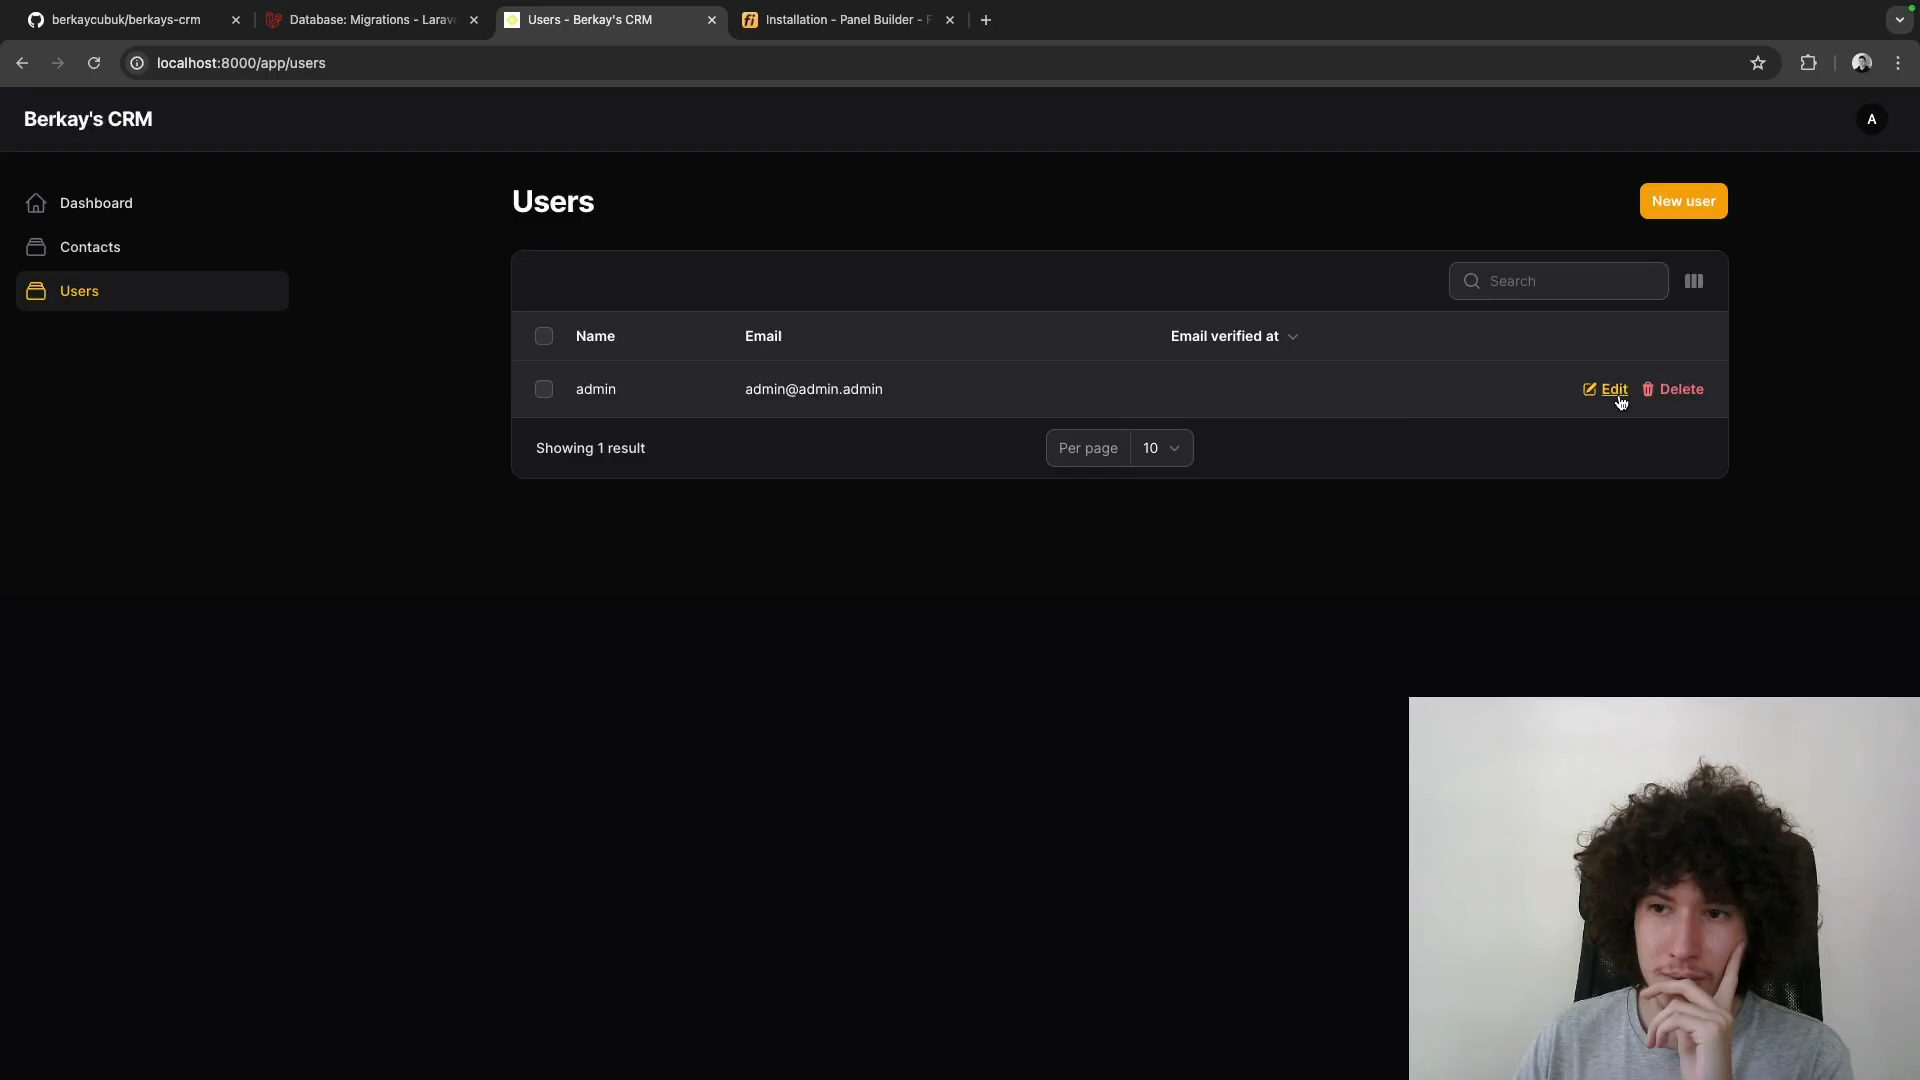 berkaycubuk/berkays-crm
Database: Migrations - Larav
Users - Berkay's CRM
Installation - Panel Builder - F
localhost:8000/app/users
Berkay's CRM
A
Dashboard
Contacts
Users
Users
New user
Search
Name Email Email verified at
admin admin@admin.admin Edit Delete
Showing 1 result
Per page 10